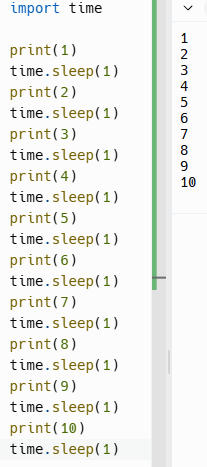 import time
print(1)
time.sleep(1)
print(2)
time.sleep(1)
print(3)
time.sleep(1)
print(4)
time.sleep(1)
print(5)
time.sleep(1)
print(6)
time.sleep(1)
print(7)
time.sleep(1)
print(8)
time.sleep(1)
print(9)
time.sleep(1)
print(10)
time.sleep(1)
1
2
3
4
5
6
7
8
9
10